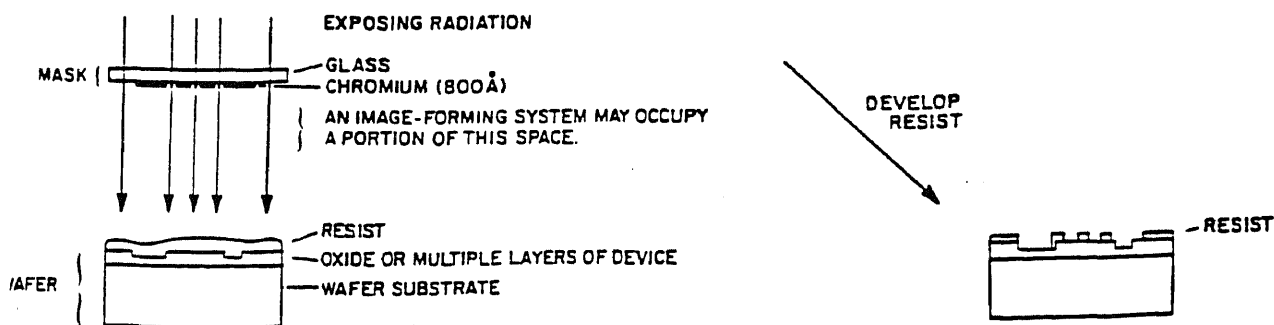 EXPOSING RADIATION
MASK
GLASS
CHROMIUM (800Å)
AN IMAGE-FORMING SYSTEM MAY OCCUPY
A PORTION OF THIS SPACE.
DEVELOP
RESIST
RESIST
OXIDE OR MULTIPLE LAYERS OF DEVICE
WAFER SUBSTRATE
/AFER
RESIST